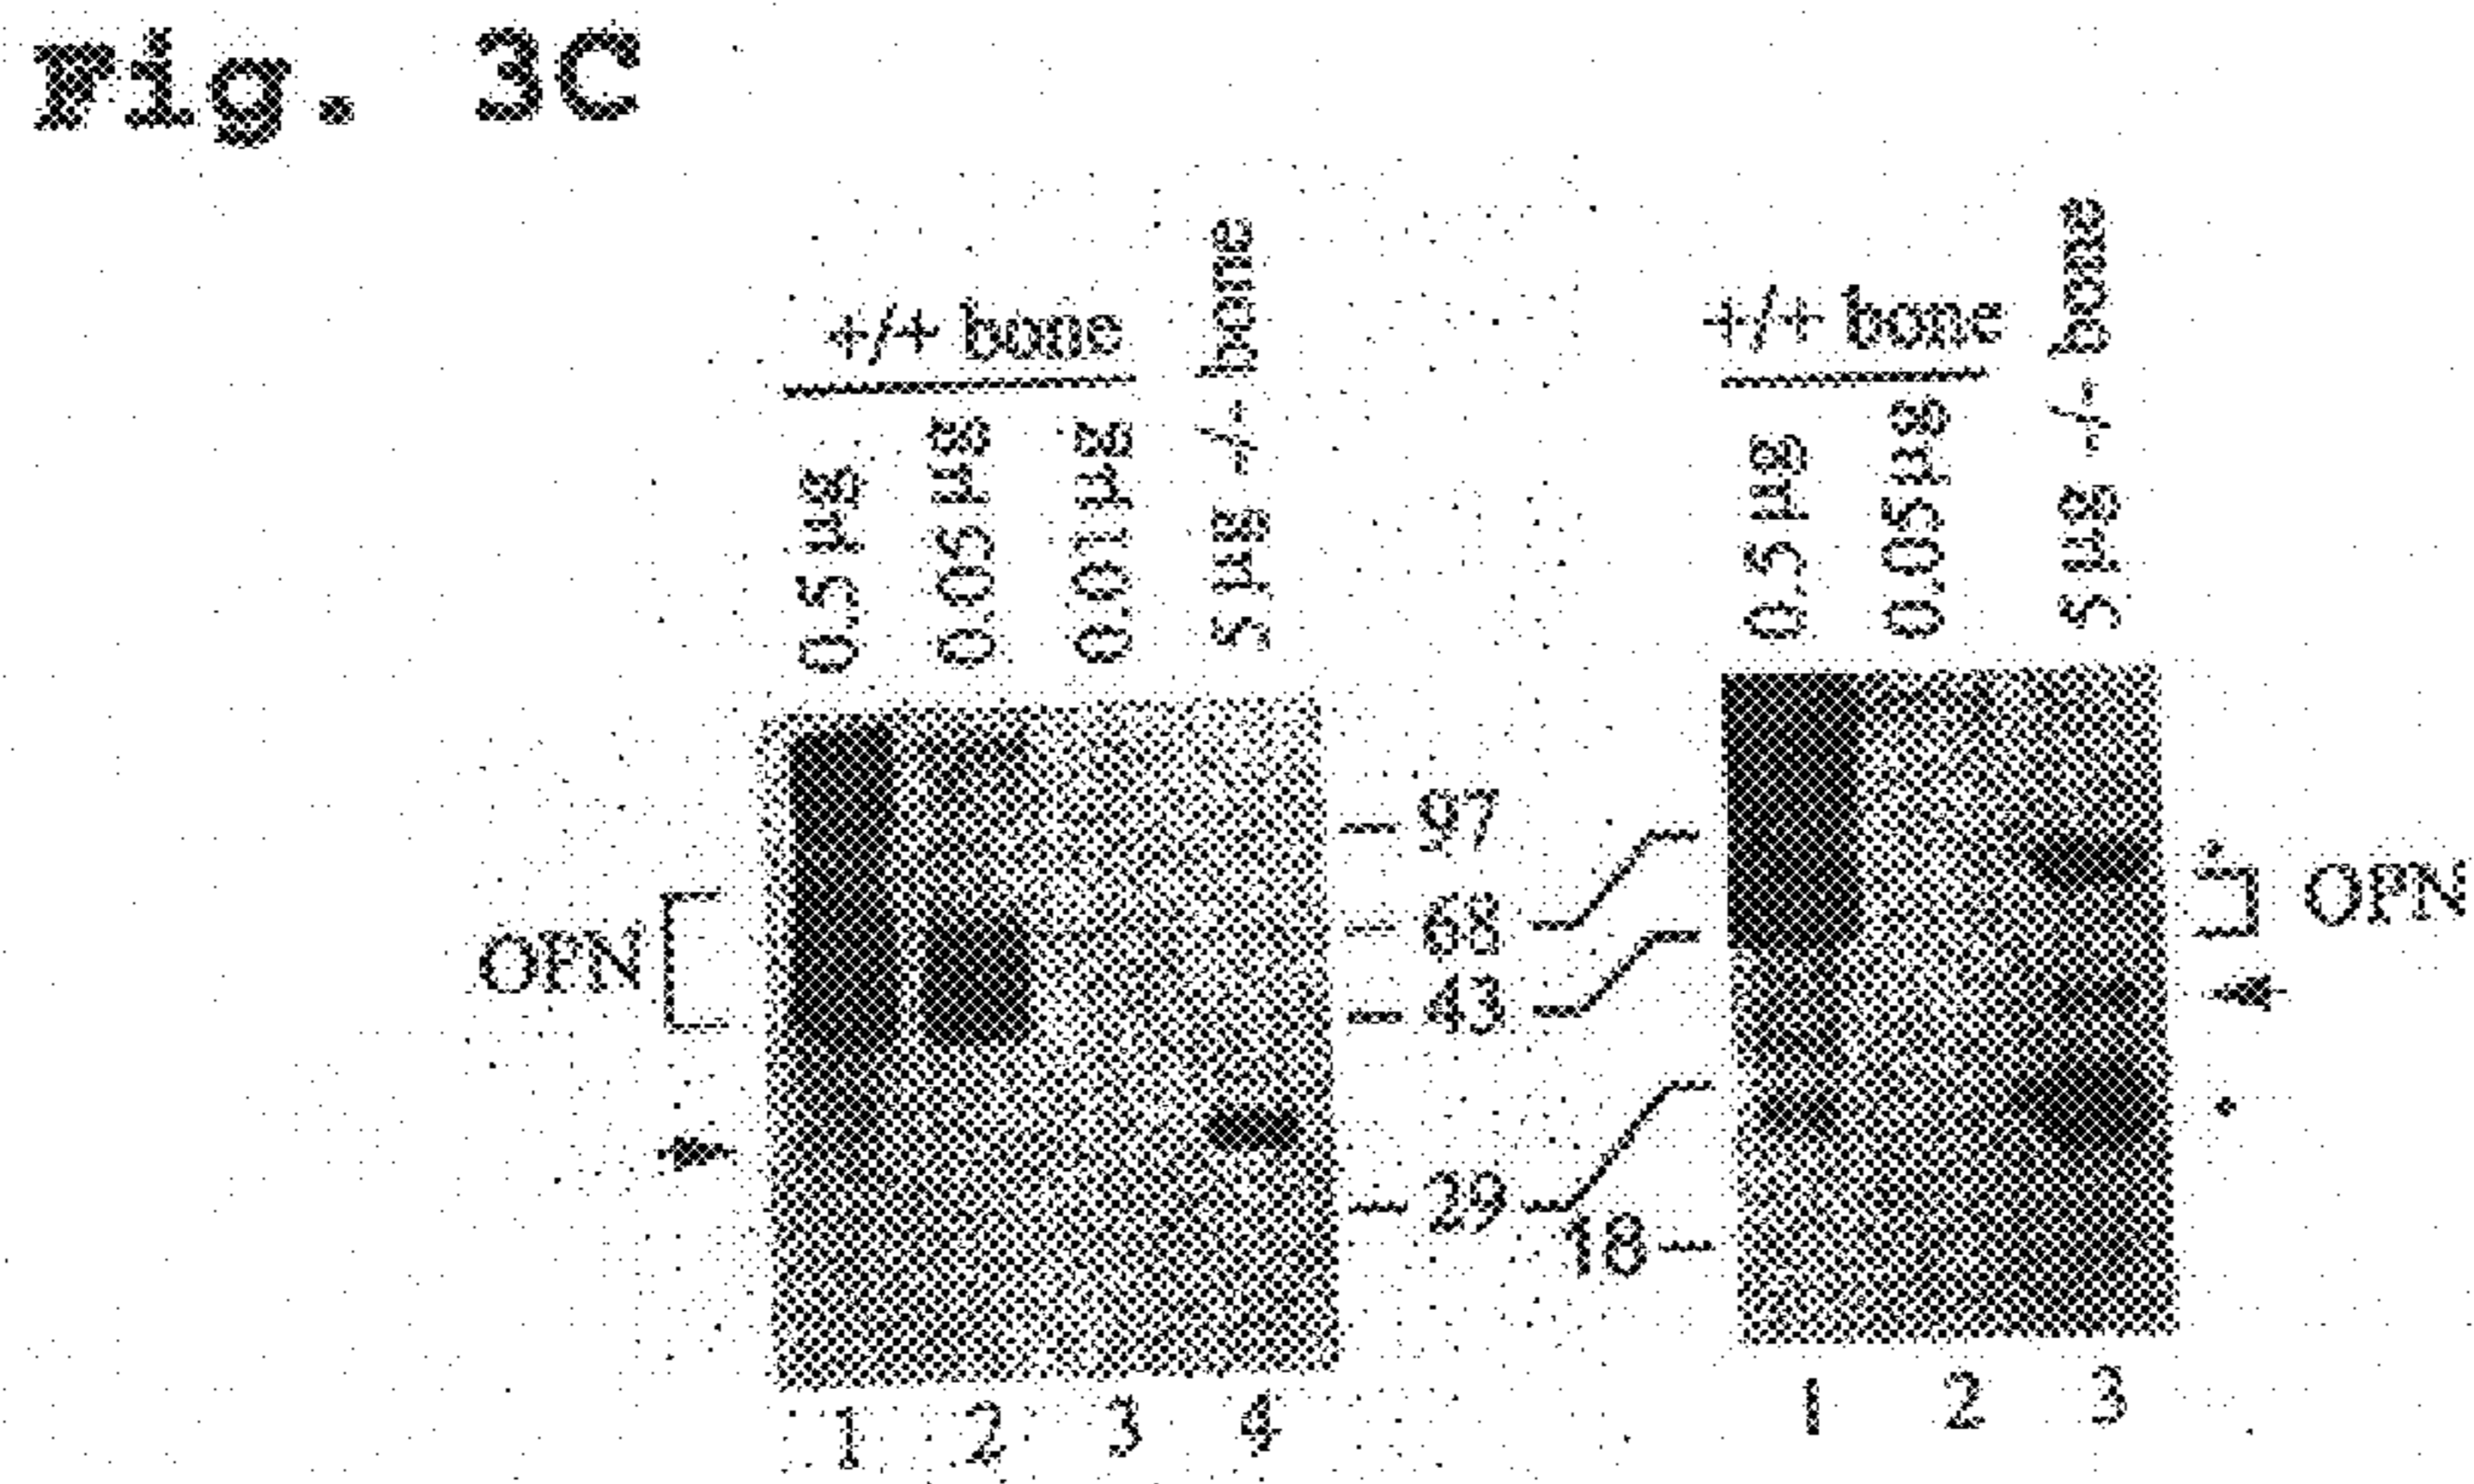 Fig. 3C
+/+ bone
0.5 µg
0.05 µg
0.01 µg
5 µg -/- bone
+/+ bone
0.5 µg
0.05 µg
5 µg -/- bone
OPN
97
68
43
29
18
OPN
1 2 3 4
1 2 3